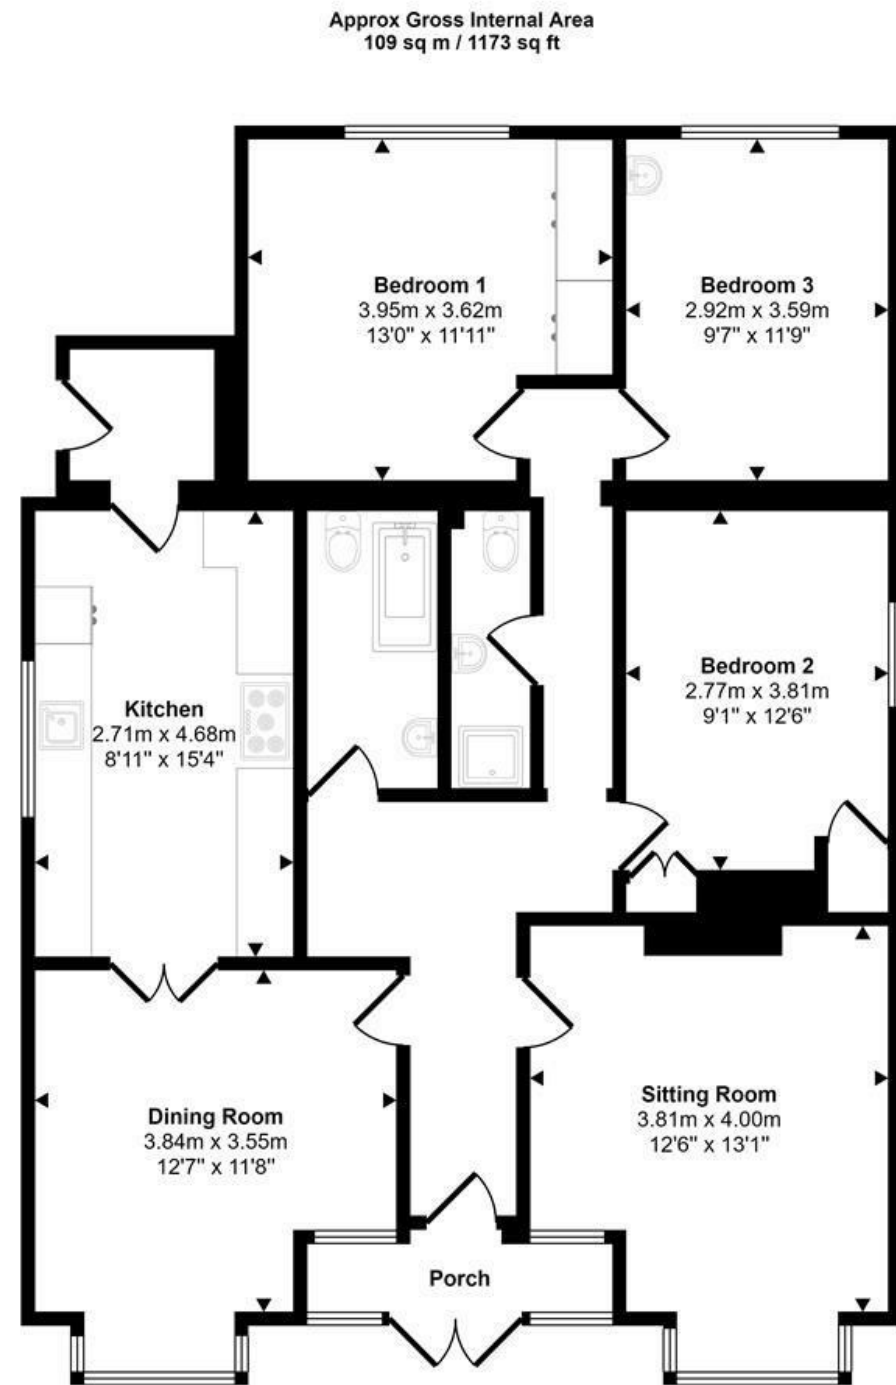 Approx Gross Internal Area
109 sq m / 1173 sq ft
Bedroom 1
3.95m x 3.62m
13'0" x 11'11"
Bedroom 3
2.92m x 3.59m
9'7" x 11'9"
Kitchen
2.71m x 4.68m
8'11" x 15'4"
Bedroom 2
2.77m x 3.81m
9'1" x 12'6"
Dining Room
3.84m x 3.55m
12'7" x 11'8"
Sitting Room
3.81m x 4.00m
12'6" x 13'1"
Porch